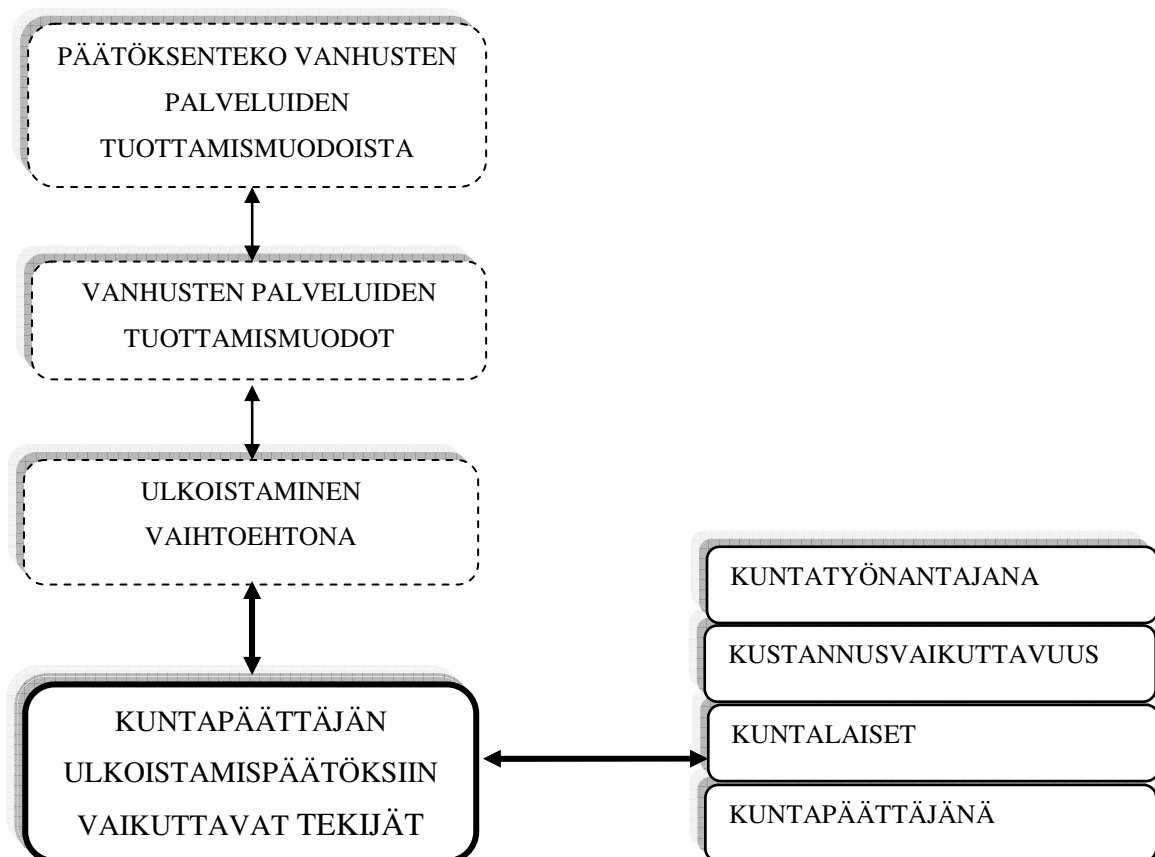 PÄÄTÖKSENTEKO VANHUSTEN
PALVELUIDEN
TUOTTAMISMUODOISTA
VANHUSTEN PALVELUIDEN
TUOTTAMISMUODOT
ULKOISTAMINEN
VAIHTOEHTONA
KUNTAPÄÄTTÄJÄN
ULKOISTAMISPÄÄTÖKSIIN
VAIKUTTAVAT TEKIJÄT
KUNTATYÖNANTAJANA
KUSTANNUSVAIKUTTAVUUS
KUNTALAISET
KUNTAPÄÄTTÄJÄNÄ